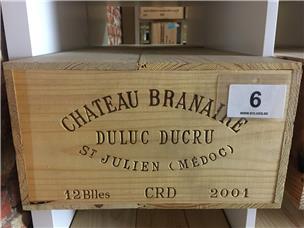 CHATEAU BRANAIRE
DULUC DUCRU
ST JULIEN (MÉDOC)
12 Blles CRD 2001
6